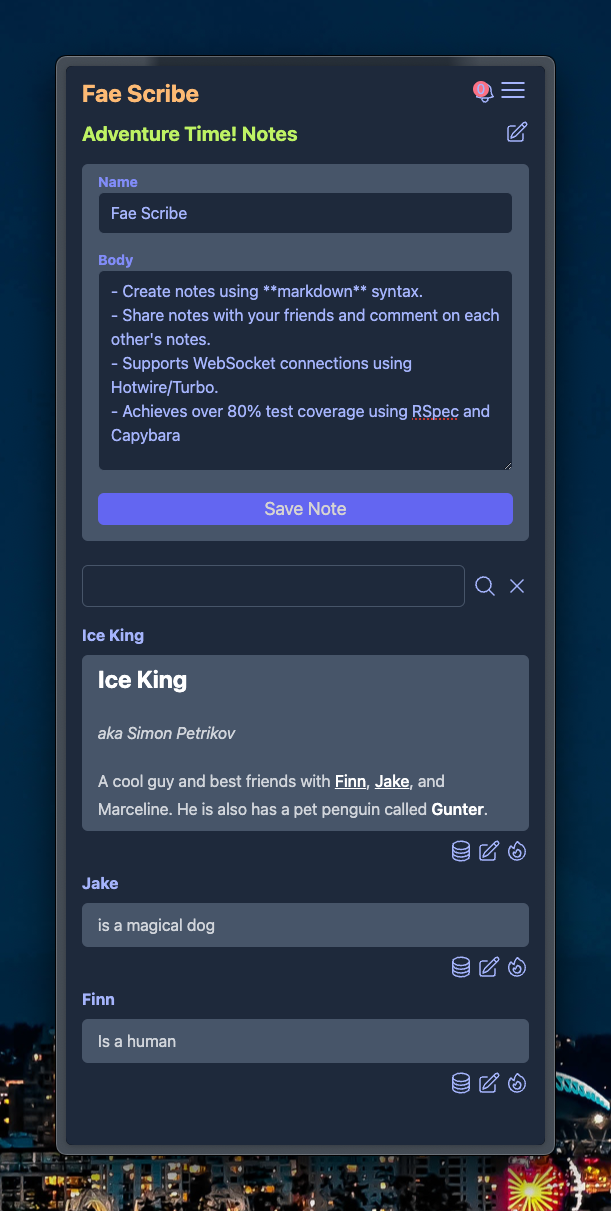 Fae Scribe
0
Adventure Time! Notes
Name
Fae Scribe
Body
- Create notes using **markdown** syntax.
- Share notes with your friends and comment on each
other's notes.
- Supports WebSocket connections using
Hotwire/Turbo.
- Achieves over 80% test coverage using RSpec and
Capybara
Save Note
Ice King
Ice King
aka Simon Petrikov
A cool guy and best friends with Finn, Jake, and
Marceline. He is also has a pet penguin called Gunter.
Jake
is a magical dog
Finn
Is a human